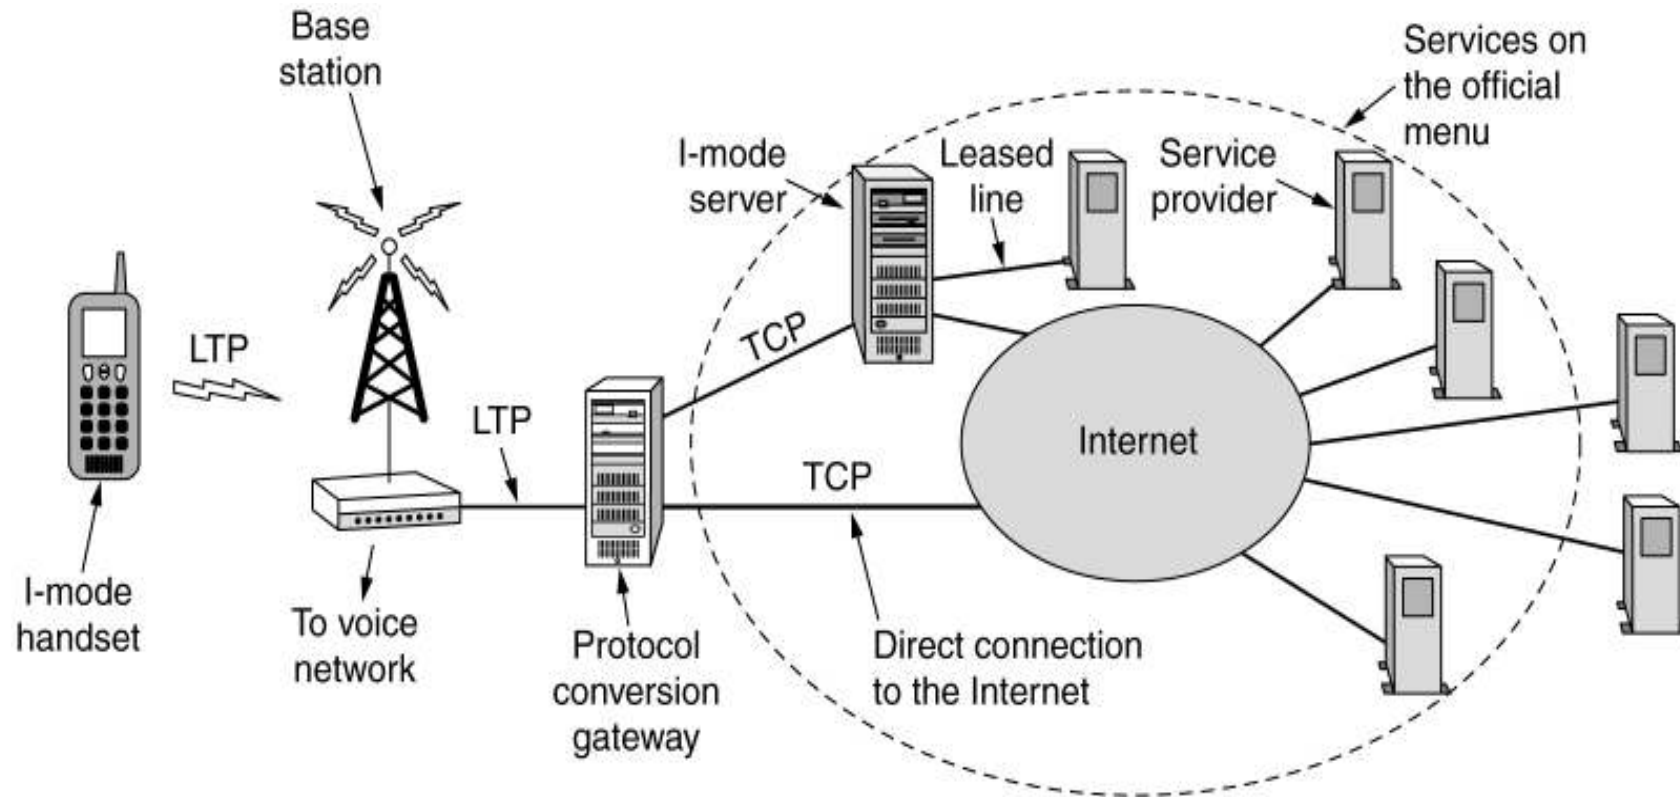 Base
station
Services on
the official
menu
I-mode
server
Leased
line
Service
provider
LTP
TCP
LTP
Internet
TCP
I-mode
handset
To voice
network
Protocol
conversion
gateway
Direct connection
to the Internet